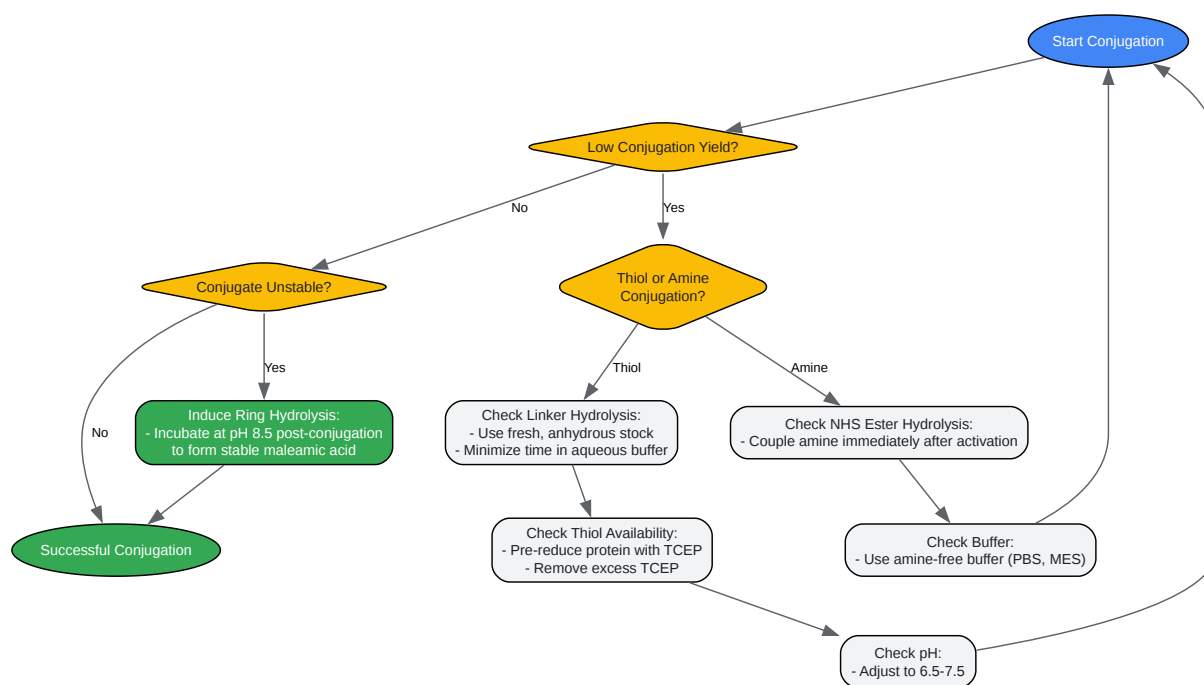 Start Conjugation
Low Conjugation Yield?
No
Yes
Conjugate Unstable?
Thiol or Amine
Conjugation?
Yes
Thiol
Amine
No
Induce Ring Hydrolysis:
- Incubate at pH 8.5 post-conjugation
to form stable maleamic acid
Check Linker Hydrolysis:
- Use fresh, anhydrous stock
- Minimize time in aqueous buffer
Check NHS Ester Hydrolysis:
- Couple amine immediately after activation
Successful Conjugation
Check Thiol Availability:
- Pre-reduce protein with TCEP
- Remove excess TCEP
Check Buffer:
- Use amine-free buffer (PBS, MES)
Check pH:
- Adjust to 6.5-7.5